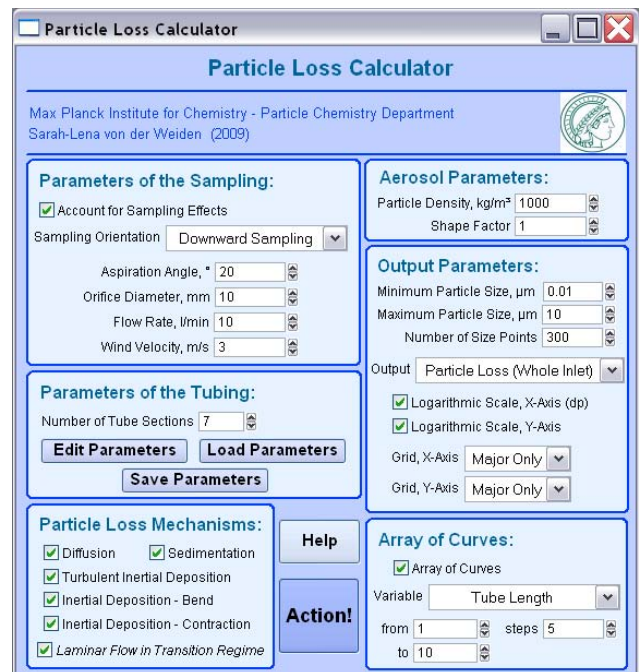 Particle Loss Calculator
Particle Loss Calculator
Max Planck Institute for Chemistry - Particle Chemistry Department
Sarah-Lena von der Weiden (2009)
Parameters of the Sampling:
Account for Sampling Effects
Sampling Orientation Downward Sampling
Aspiration Angle, ° 20
Orifice Diameter, mm 10
Flow Rate, l/min 10
Wind Velocity, m/s 3
Parameters of the Tubing:
Number of Tube Sections 7
Edit Parameters Load Parameters
Save Parameters
Particle Loss Mechanisms:
Diffusion Sedimentation
Turbulent Inertial Deposition
Inertial Deposition - Bend
Inertial Deposition - Contraction
Laminar Flow in Transition Regime
Help
Action!
Aerosol Parameters:
Particle Density, kg/m³ 1000
Shape Factor 1
Output Parameters:
Minimum Particle Size, μm 0.01
Maximum Particle Size, μm 10
Number of Size Points 300
Output Particle Loss (Whole Inlet)
Logarithmic Scale, X-Axis (dp)
Logarithmic Scale, Y-Axis
Grid, X-Axis Major Only
Grid, Y-Axis Major Only
Array of Curves:
Array of Curves
Variable Tube Length
from 1 steps 5
to 10